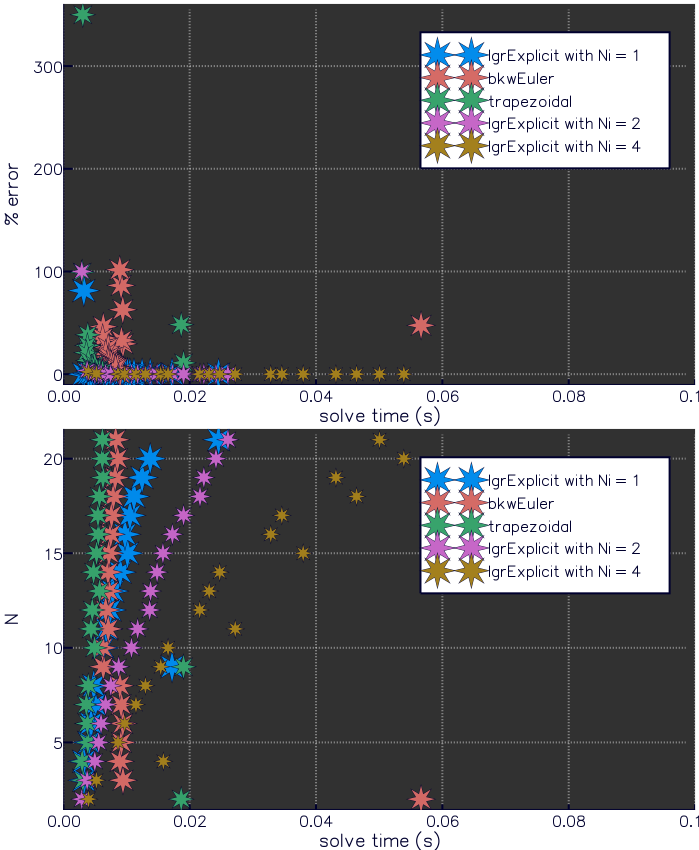 % error
300
200
100
0
lgrExplicit with Ni = 1
bkwEuler
trapezoidal
lgrExplicit with Ni = 2
lgrExplicit with Ni = 4
0.00
0.02
0.04
0.06
0.08
0.1
solve time (s)
N
20
15
10
5
lgrExplicit with Ni = 1
bkwEuler
trapezoidal
lgrExplicit with Ni = 2
lgrExplicit with Ni = 4
0.00
0.02
0.04
0.06
0.08
0.1
solve time (s)